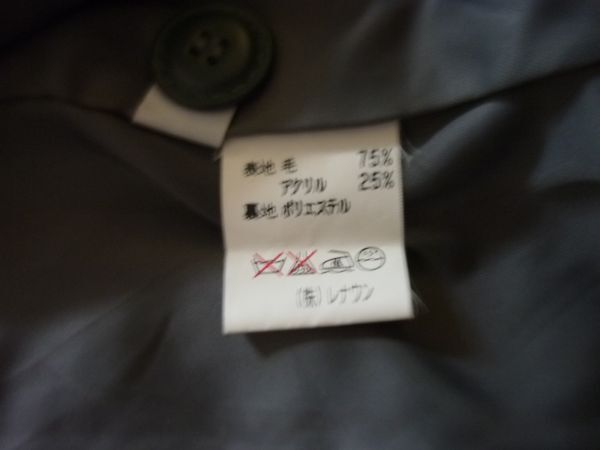 表地 毛 75%
アクリル 25%
裏地 ポリエステル
(株)レナウン